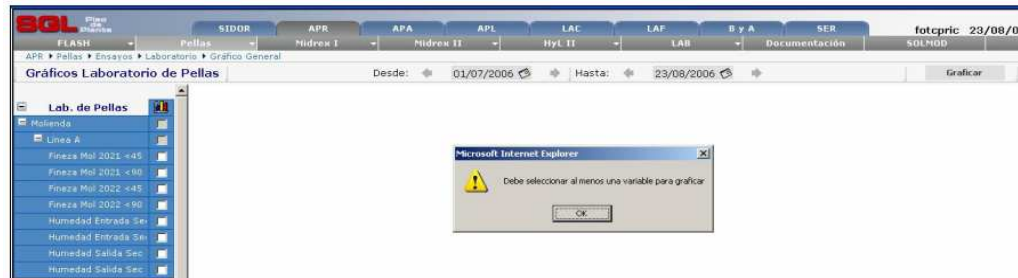 SGL Piso de Planta
SIDOR APR APA APL LAC LAF B y A SER fotcpric 23/08/0
FLASH Pellas Midrex I Midrex II HyL II LAB Documentación SOLMOD
APR Pellas Ensayos Laboratorio Gráfico General
Gráficos Laboratorio de Pellas Desde: 01/07/2006 Hasta: 23/08/2006 Graficar
Lab. de Pellas
Molienda
Linea A
Fineza Mol 2021 <45
Fineza Mol 2021 <90
Fineza Mol 2022 <45
Fineza Mol 2022 <90
Humedad Entrada Se
Humedad Entrada Se
Humedad Salida Sec
Humedad Salida Sec
Microsoft Internet Explorer
Debe seleccionar al menos una variable para graficar
OK